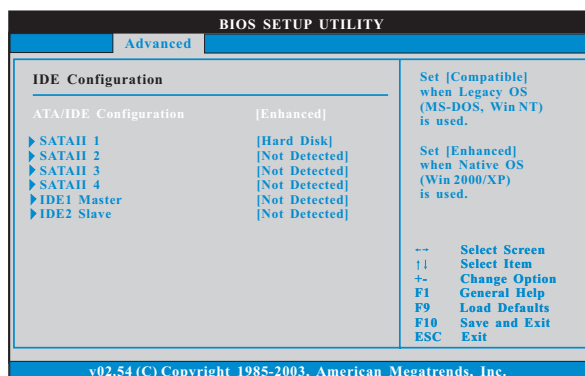 BIOS SETUP UTILITY
Advanced
IDE Configuration
ATA/IDE Configuration [Enhanced]
SATAII 1 [Hard Disk]
SATAII 2 [Not Detected]
SATAII 3 [Not Detected]
SATAII 4 [Not Detected]
IDE1 Master [Not Detected]
IDE2 Slave [Not Detected]
Set [Compatible]
when Legacy OS
(MS-DOS, Win NT)
is used.
Set [Enhanced]
when Native OS
(Win 2000/XP)
is used.
←→ Select Screen
↑↓ Select Item
+- Change Option
F1 General Help
F9 Load Defaults
F10 Save and Exit
ESC Exit
v02.54 (C) Copyright 1985-2003, American Megatrends, Inc.